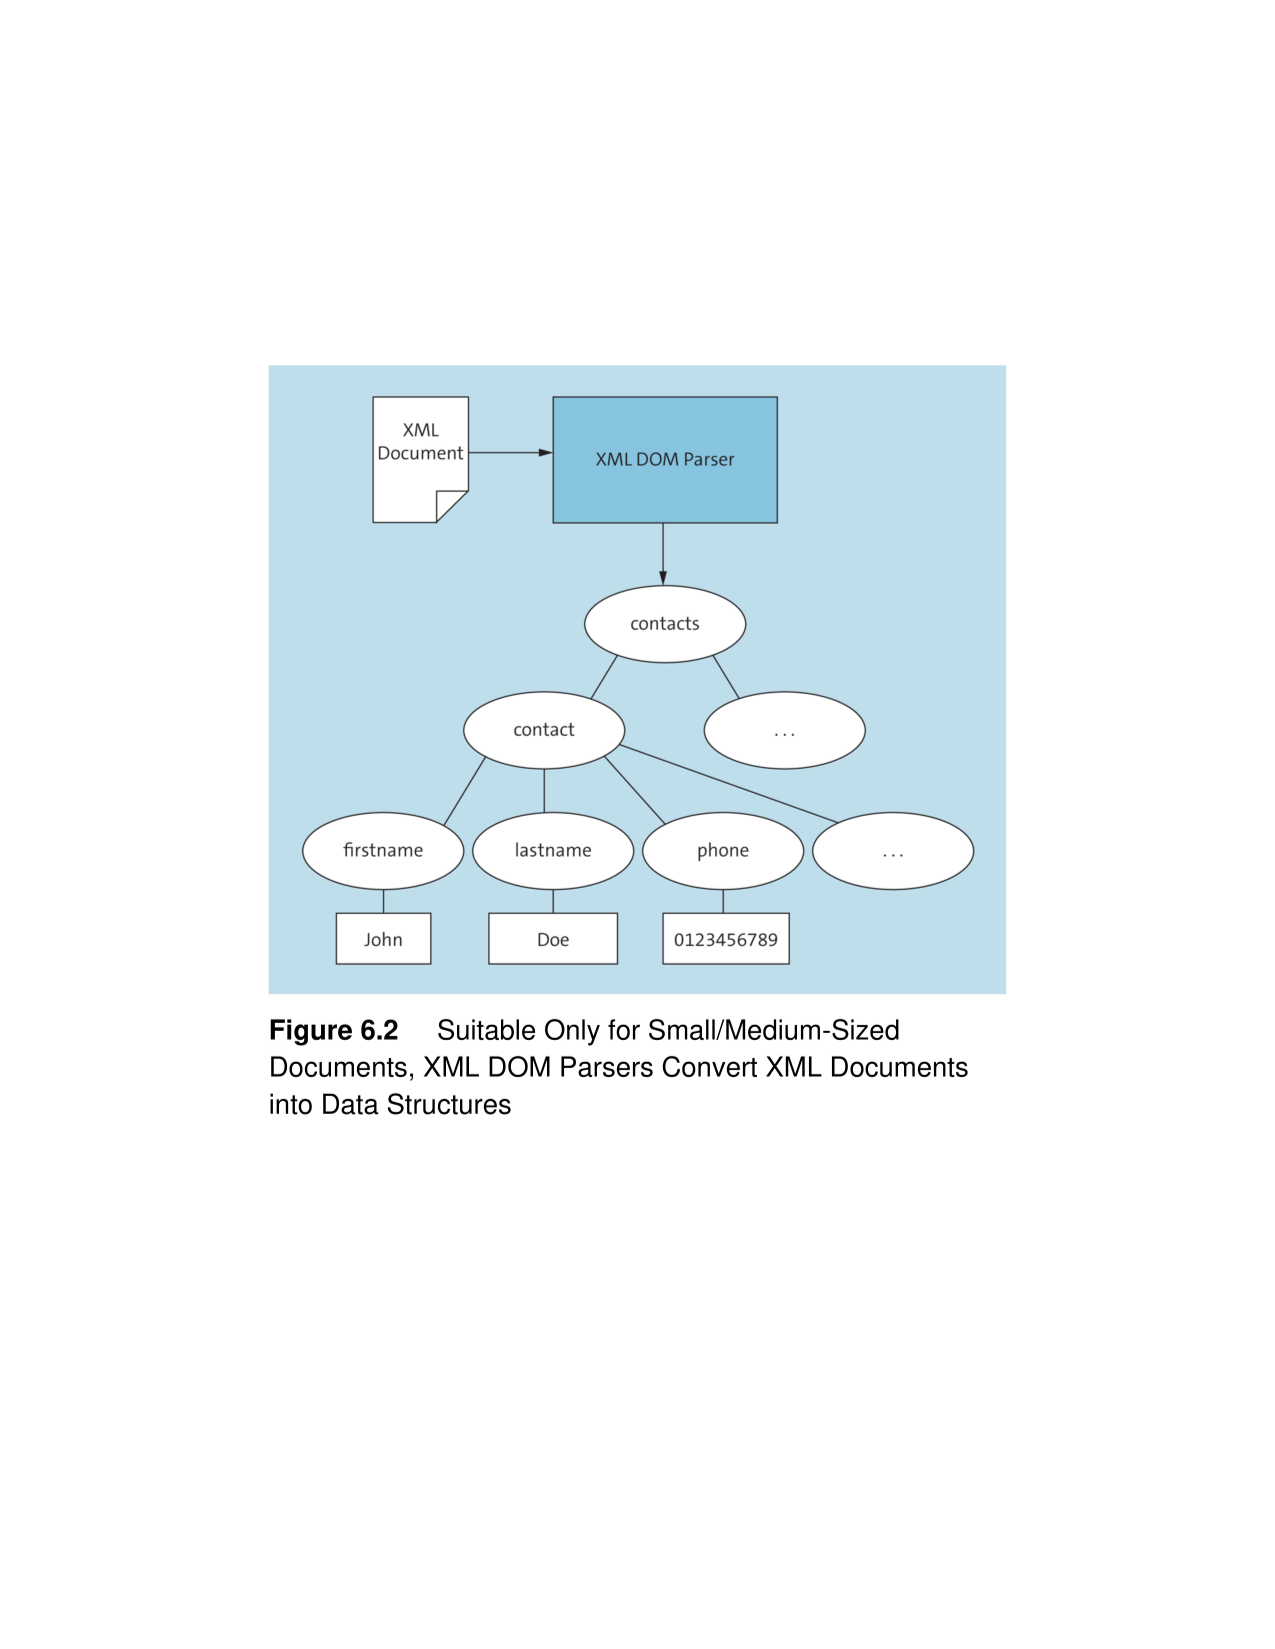 XML
Document
XML DOM Parser
contacts
contact
...
firstname
lastname
phone
...
John
Doe
0123456789
Figure 6.2 Suitable Only for Small/Medium-Sized
Documents, XML DOM Parsers Convert XML Documents
into Data Structures